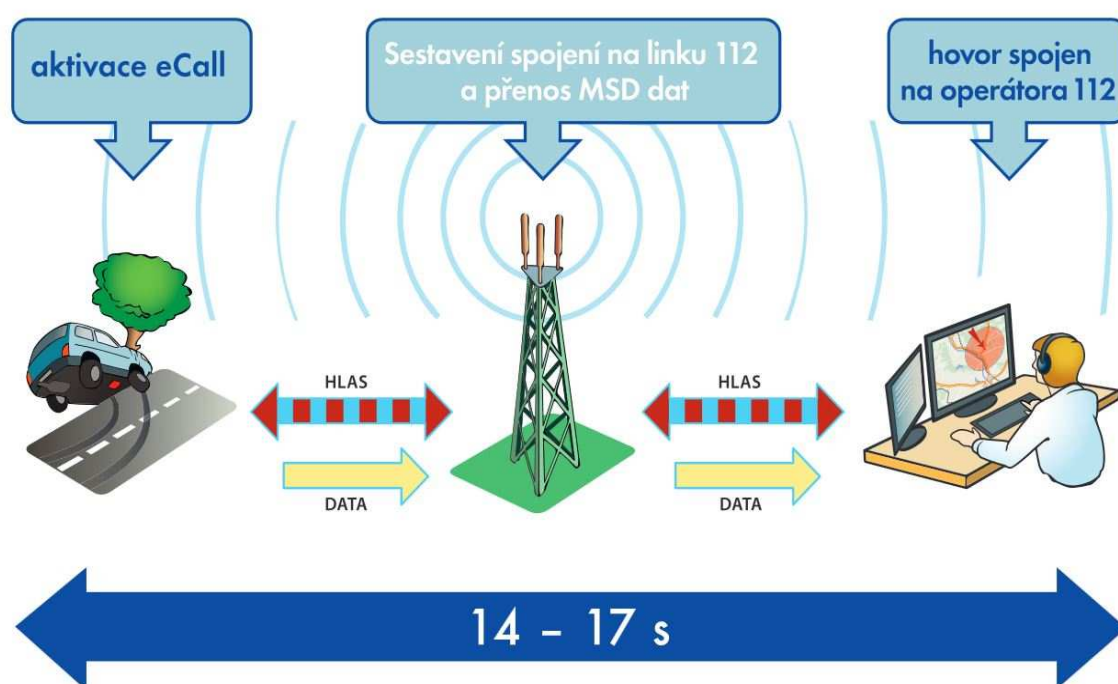 aktivace eCall
Sestavení spojení na linku 112
a přenos MSD dat
hovor spojen
na operátora 112
HLAS
DATA
HLAS
DATA
14 – 17 s